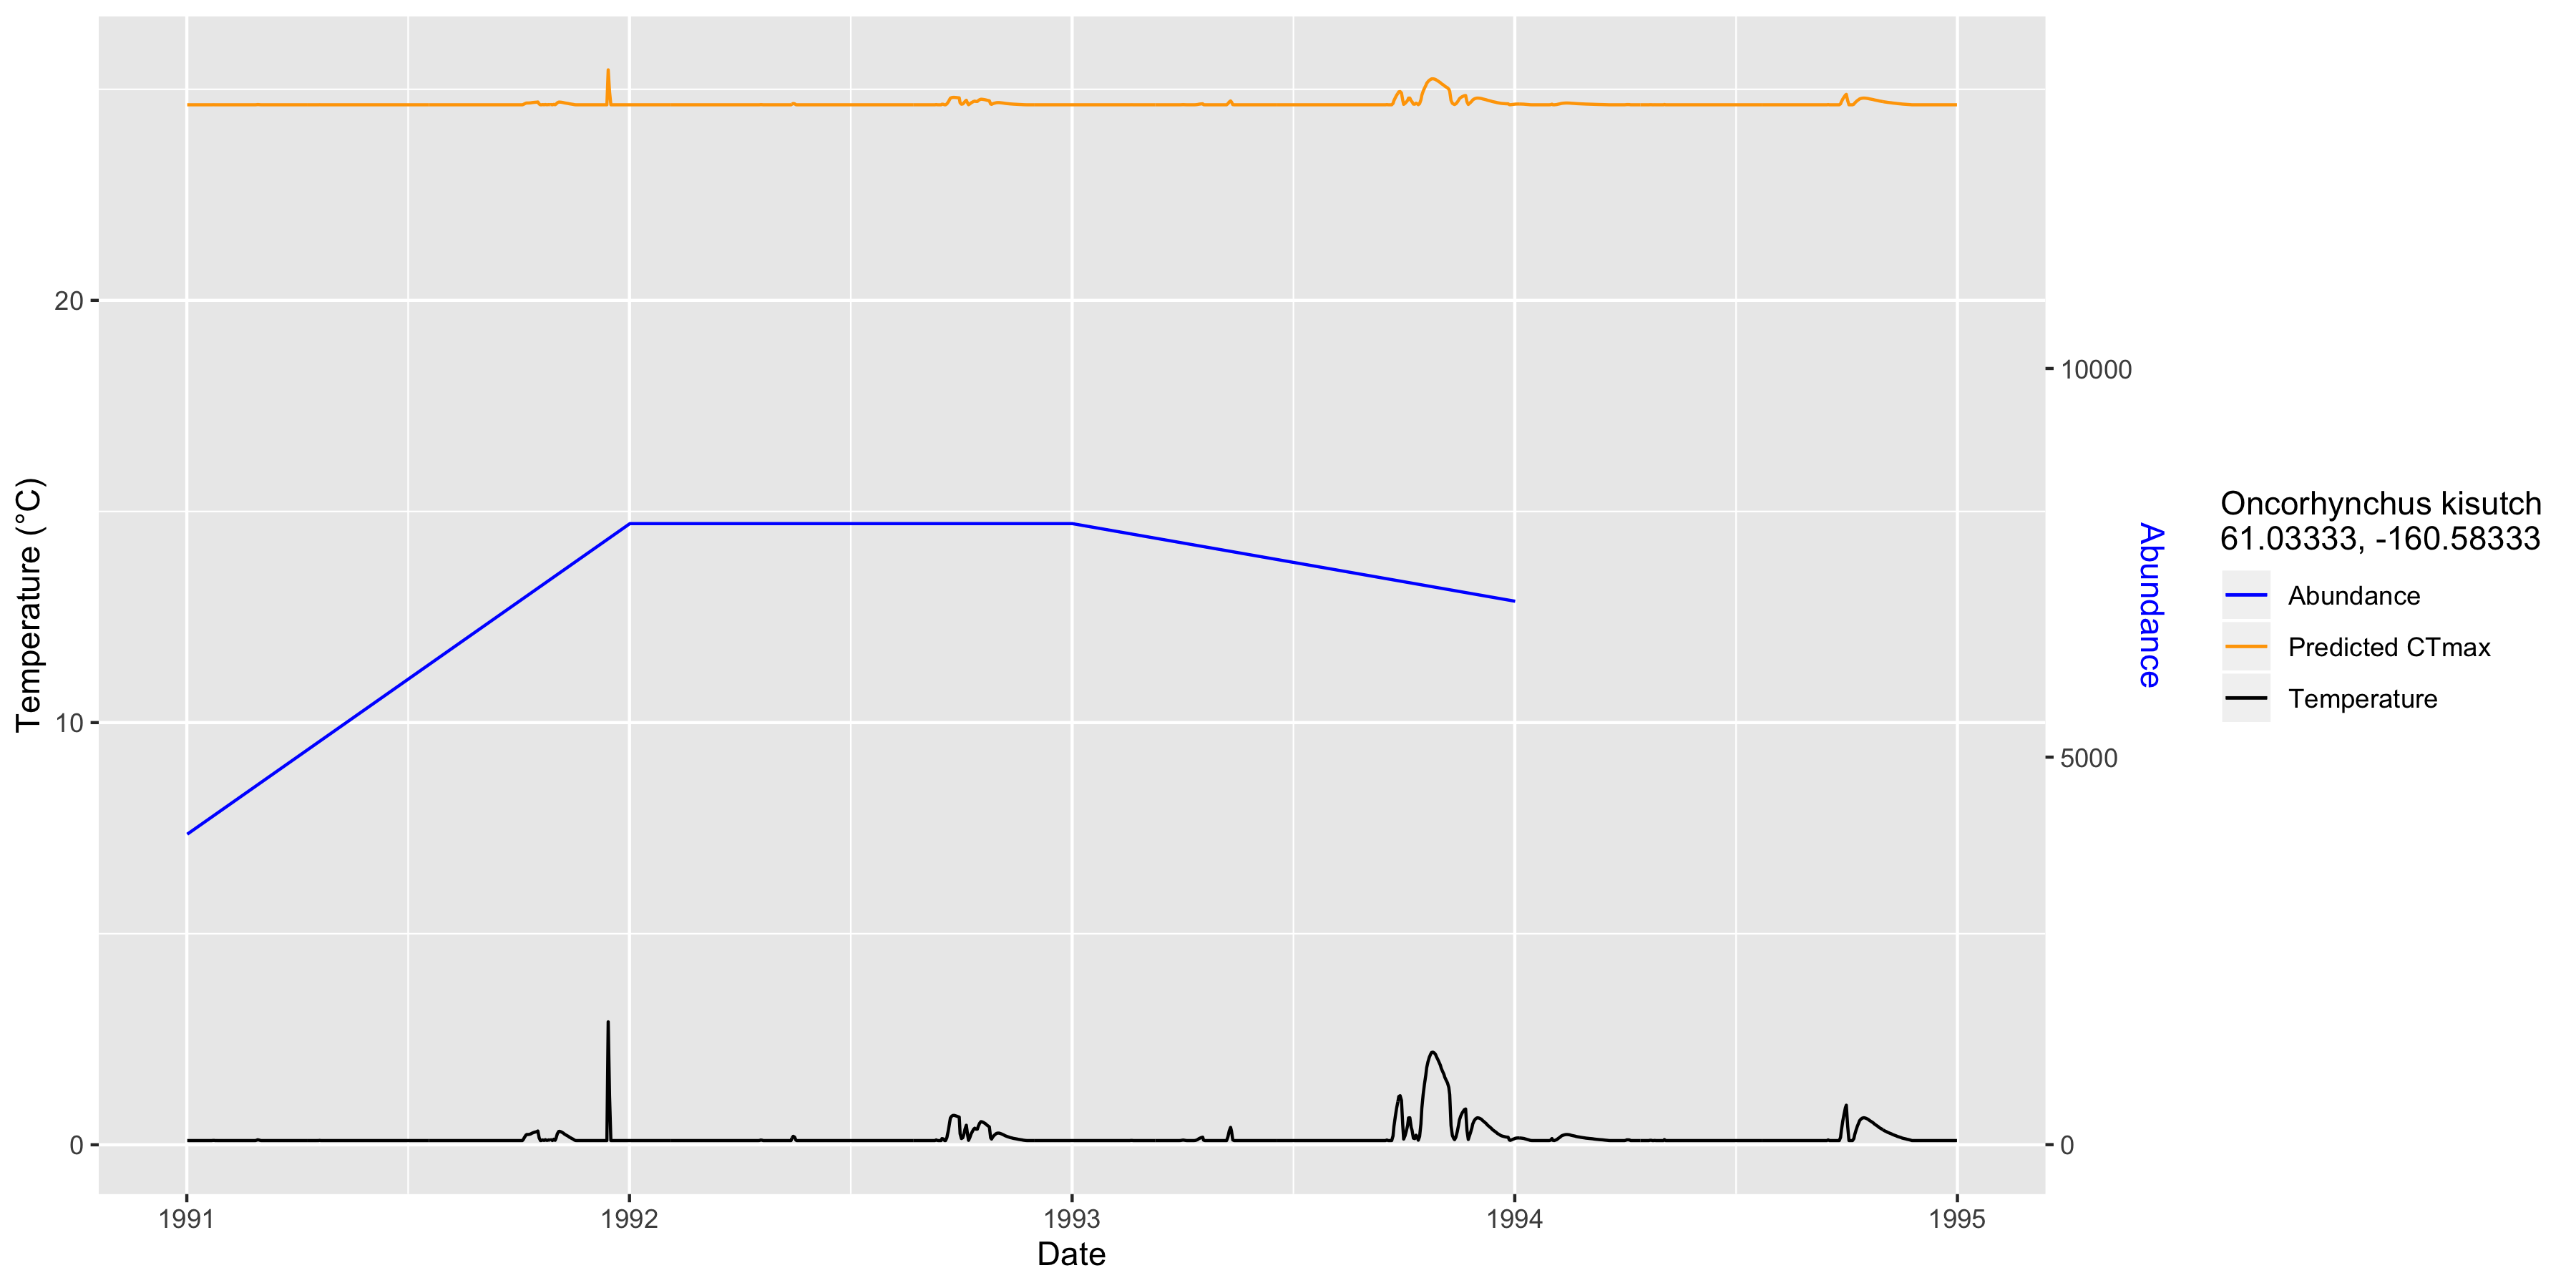 Temperature (°C)
20
10
0
1991
1992
1993
1994
1995
Date
10000
5000
0
Abundance
Oncorhynchus kisutch
61.03333, -160.58333
Abundance
Predicted CTmax
Temperature